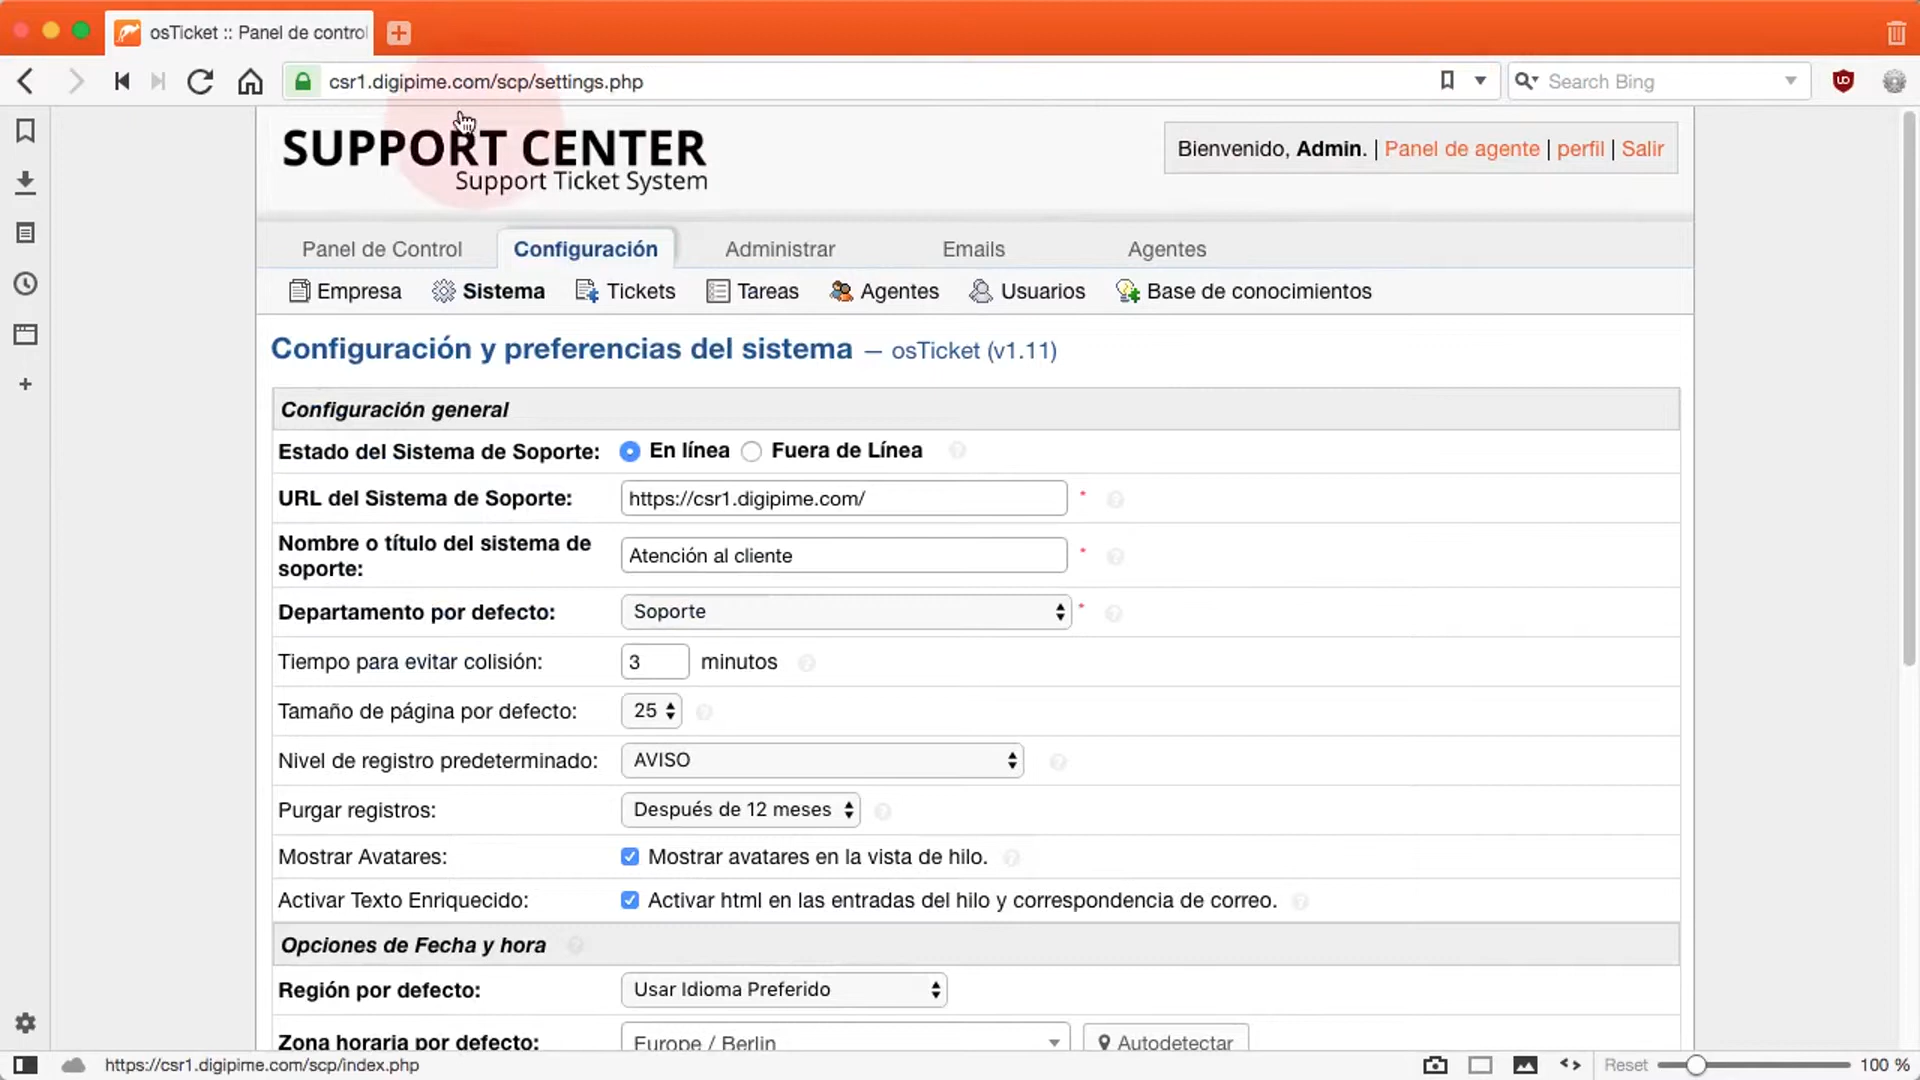 osTicket :: Panel de control
csr1.digipime.com/scp/settings.php
Search Bing
SUPPORT CENTER
Support Ticket System
Bienvenido, Admin. | Panel de agente | perfil | Salir
Panel de Control Configuración Administrar Emails Agentes
Empresa Sistema Tickets Tareas Agentes Usuarios Base de conocimientos
Configuración y preferencias del sistema — osTicket (v1.11)
Configuración general
Estado del Sistema de Soporte: En línea Fuera de Línea
URL del Sistema de Soporte: https://csr1.digipime.com/ *
Nombre o título del sistema de
soporte: Atención al cliente *
Departamento por defecto: Soporte *
Tiempo para evitar colisión: 3 minutos
Tamaño de página por defecto: 25
Nivel de registro predeterminado: AVISO
Purgar registros: Después de 12 meses
Mostrar Avatares: Mostrar avatares en la vista de hilo.
Activar Texto Enriquecido: Activar html en las entradas del hilo y correspondencia de correo.
Opciones de Fecha y hora
Región por defecto: Usar Idioma Preferido
Zona horaria por defecto: Europe / Berlin Autodetectar
https://csr1.digipime.com/scp/index.php
Reset 100 %